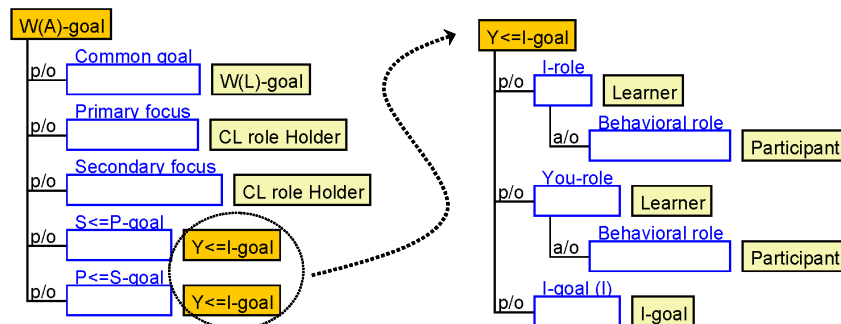 W(A)-goal
Common goal
p/o
W(L)-goal
Primary focus
p/o
CL role Holder
Secondary focus
p/o
CL role Holder
S<=P-goal
p/o
Y<=I-goal
P<=S-goal
p/o
Y<=I-goal
Y<=I-goal
I-role
p/o
Learner
Behavioral role
a/o
Participant
You-role
p/o
Learner
Behavioral role
a/o
Participant
I-goal (I)
p/o
I-goal